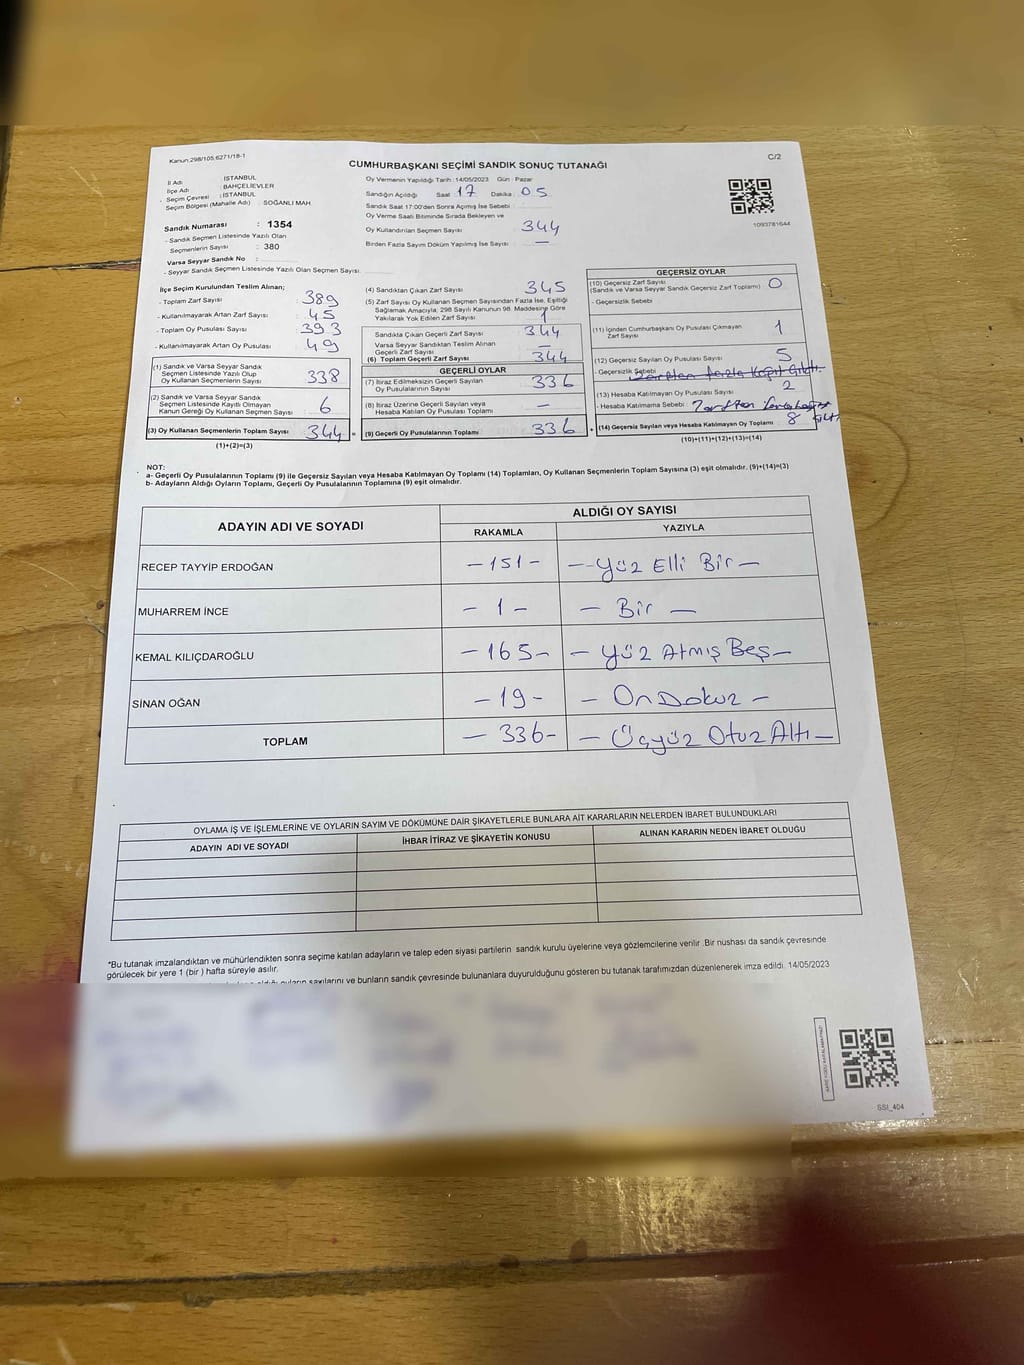 Kanun:298/105,6271/18-1
CUMHURBAŞKANI SEÇİMİ SANDIK SONUÇ TUTANAĞI
C/2
İl Adı : İSTANBUL
İlçe Adı : BAHÇELİEVLER
Seçim Çevresi : İSTANBUL
Seçim Bölgesi (Mahalle Adı) : SOĞANLI MAH
Sandık Numarası : 1354
- Sandık Seçmen Listesinde Yazılı Olan
Seçmenlerin Sayısı : 380
Varsa Seyyar Sandık No :
- Seyyar Sandık Seçmen Listesinde Yazılı Olan Seçmen Sayısı
Oy Vermenin Yapıldığı Tarih : 14/05/2023 Gün : Pazar
Sandığın Açıldığı Saat 17 Dakika : 05
Sandık Saat 17:00'den Sonra Açılmış İse Sebebi :
Oy Verme Saati Bitiminde Sırada Bekleyen ve
Oy Kullandırılan Seçmen Sayısı : 344
Birden Fazla Sayım Döküm Yapılmış İse Sayısı : —
1093781644
İlçe Seçim Kurulundan Teslim Alınan;
- Toplam Zarf Sayısı : 389
- Kullanılmayarak Artan Zarf Sayısı : 45
- Toplam Oy Pusulası Sayısı : 393
- Kullanılmayarak Artan Oy Pusulası : 49
(1) Sandık ve Varsa Seyyar Sandık
Seçmen Listesinde Yazılı Olup
Oy Kullanan Seçmenlerin Sayısı : 338
(2) Sandık ve Varsa Seyyar Sandık
Seçmen Listesinde Kayıtlı Olmayan
Kanun Gereği Oy Kullanan Seçmen Sayısı : 6
(3) Oy Kullanan Seçmenlerin Toplam Sayısı : 344 =
(1)+(2)=(3)
(4) Sandıktan Çıkan Zarf Sayısı : 345
(5) Zarf Sayısı Oy Kullanan Seçmen Sayısından Fazla İse, Eşitliği
Sağlamak Amacıyla; 298 Sayılı Kanunun 98. Maddesine Göre
Yakılarak Yok Edilen Zarf Sayısı : 1
Sandıkta Çıkan Geçerli Zarf Sayısı : 344
Varsa Seyyar Sandıktan Teslim Alınan
Geçerli Zarf Sayısı : —
(6) Toplam Geçerli Zarf Sayısı : 344
GEÇERLİ OYLAR
(7) İtiraz Edilmeksizin Geçerli Sayılan
Oy Pusulalarının Sayısı : 336
(8) İtiraz Üzerine Geçerli Sayılan veya
Hesaba Katılan Oy Pusulası Toplamı : —
(9) Geçerli Oy Pusulalarının Toplamı : 336 +
GEÇERSİZ OYLAR
(10) Geçersiz Zarf Sayısı : 0
(Sandık ve Varsa Seyyar Sandık Geçersiz Zarf Toplamı)
- Geçersizlik Sebebi
(11) İçinden Cumhurbaşkanı Oy Pusulası Çıkmayan
Zarf Sayısı : 1
(12) Geçersiz Sayılan Oy Pusulası Sayısı : 5
- Geçersizlik Sebebi : Zarftan fazla kağıt Çıktı.
(13) Hesaba Katılmayan Oy Pusulası Sayısı : 2
- Hesaba Katılmama Sebebi : Zarftan
(14) Geçersiz Sayılan veya Hesaba Katılmayan Oy Toplamı : 8
(10)+(11)+(12)+(13)=(14)
NOT:
a- Geçerli Oy Pusulalarının Toplamı (9) ile Geçersiz Sayılan veya Hesaba Katılmayan Oy Toplamı (14) Toplamları, Oy Kullanan Seçmenlerin Toplam Sayısına (3) eşit olmalıdır. (9)+(14)=(3)
b- Adayların Aldığı Oyların Toplamı, Geçerli Oy Pusulalarının Toplamına (9) eşit olmalıdır.
ADAYIN ADI VE SOYADI
ALDIĞI OY SAYISI
RAKAMLA YAZIYLA
RECEP TAYYİP ERDOĞAN -151- -- Yüz Elli Bir -
MUHARREM İNCE - 1 - - Bir -
KEMAL KILIÇDAROĞLU - 165 - - Yüz Atmış Beş -
SİNAN OĞAN - 19 - - On Dokuz -
TOPLAM - 336 - - Üçyüz Otuz Altı -
OYLAMA İŞ VE İŞLEMLERİNE VE OYLARIN SAYIM VE DÖKÜMÜNE DAİR ŞİKAYETLERLE BUNLARA AİT KARARLARIN NELERDEN İBARET BULUNDUKLARI
ADAYIN ADI VE SOYADI İHBAR İTİRAZ VE ŞİKAYETİN KONUSU ALINAN KARARIN NEDEN İBARET OLDUĞU
*Bu tutanak imzalandıktan ve mühürlendikten sonra seçime katılan adayların ve talep eden siyasi partilerin sandık kurulu üyelerine veya gözlemcilerine verilir .Bir nüshası da sandık çevresinde
görülecek bir yere 1 (bir ) hafta süreyle asılır.
oyların sayılarını ve bunların sandık çevresinde bulunanlara duyurulduğunu gösteren bu tutanak tarafımızdan düzenlenerek imza edildi. 14/05/2023
SSI_404